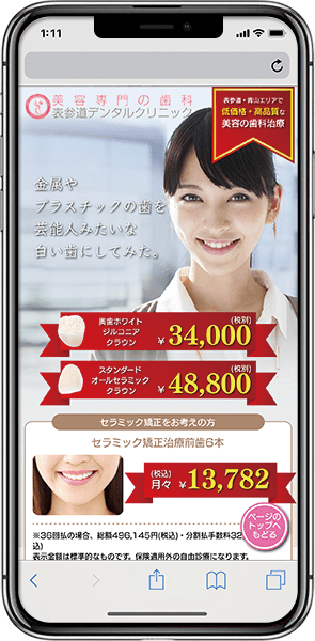 1:11
美容専門の歯科
表参道デンタルクリニック
表参道・青山エリアで
低価格・高品質な
美容の歯科治療
金属や
プラスチックの歯を
芸能人みたいな
白い歯にしてみた。
奥歯ホワイト
ジルコニア
クラウン
(税別)
¥34,000
スタンダード
オールセラミック
クラウン
(税別)
¥48,800
セラミック矯正をお考えの方
セラミック矯正治療前歯6本
(税込)
月々 ¥13,782
ページの
トップへ
もどる
※36回払の場合、総額496,145円(税込)・分割払手数料32
込)
表示金額は標準的なものです。保険適用外の自由診療になります。